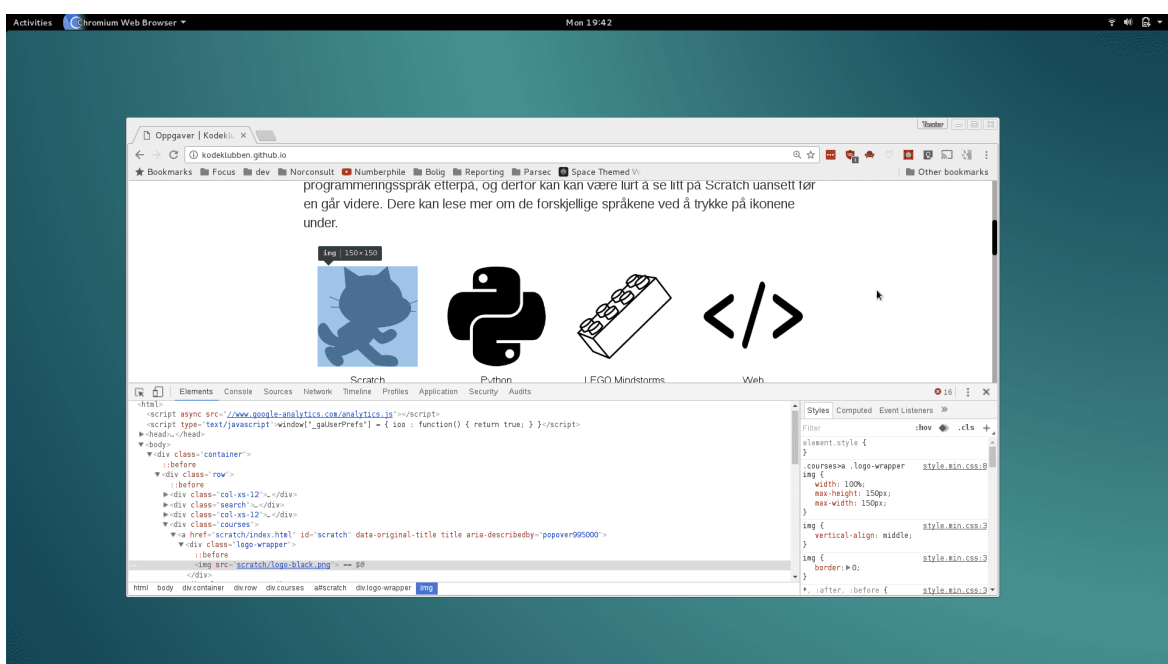 Activities Chromium Web Browser Mon 19:42
Oppgaver | Kodeklu
kodeklubben.github.io
Bookmarks Focus dev Norconsult Numberphile Bolig Reporting Parsec Space Themed W Other bookmarks
programmeringsspråk etterpå, og derfor kan kan være lurt å se litt på Scratch uansett før
en går videre. Dere kan lese mer om de forskjellige språkene ved å trykke på ikonene
under.
img | 150×150
Scratch Python LEGO Mindstorms Web
Elements Console Sources Network Timeline Profiles Application Security Audits 16
<html>
<script async src="//www.google-analytics.com/analytics.js"></script>
<script type="text/javascript">window["_gaUserPrefs"] = { ioo : function() { return true; } }</script>
▶<head>…</head>
▼<body>
▼<div class="container">
::before
▼<div class="row">
::before
▶<div class="col-xs-12">…</div>
▶<div class="search">…</div>
▶<div class="col-xs-12">…</div>
▼<div class="courses">
▼<a href="scratch/index.html" id="scratch" data-original-title title aria-describedby="popover995000">
▼<div class="logo-wrapper">
::before
<img src="scratch/logo-black.png"> == $0
</div>
html body div.container div.row div.courses a#scratch div.logo-wrapper img
Styles Computed Event Listeners »
Filter :hov .cls +
element.style {
}
.courses>a .logo-wrapper style.min.css:8
img {
width: 100%;
max-height: 150px;
max-width: 150px;
}
img { style.min.css:3
vertical-align: middle;
}
img { style.min.css:3
border:▶0;
}
*, :after, :before { style.min.css:3